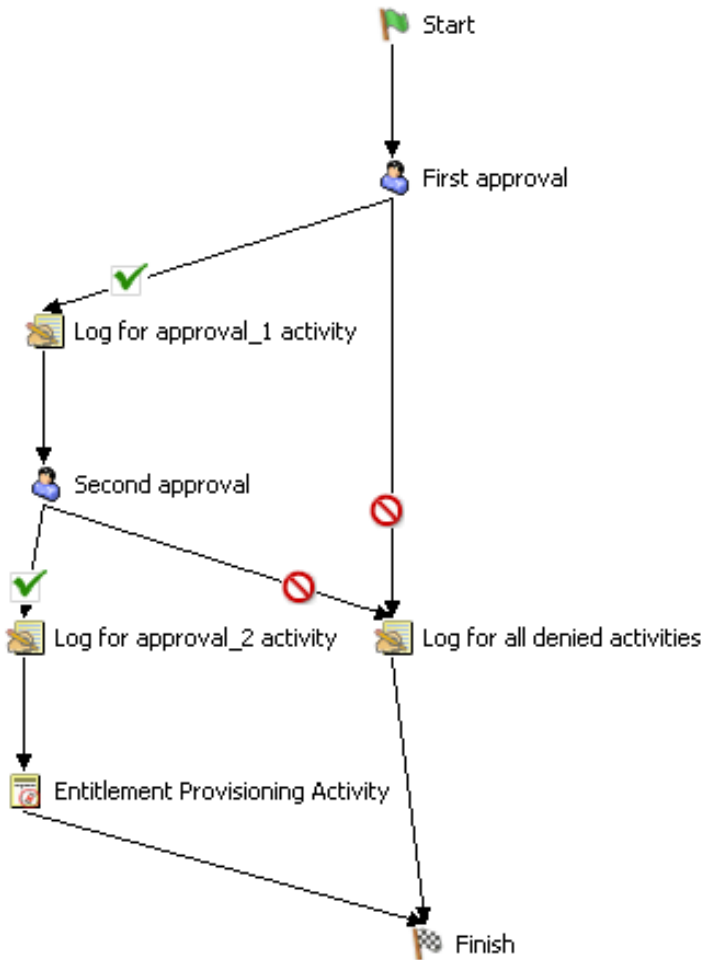 Start
First approval
Log for approval_1 activity
Second approval
Log for approval_2 activity
Log for all denied activities
Entitlement Provisioning Activity
Finish